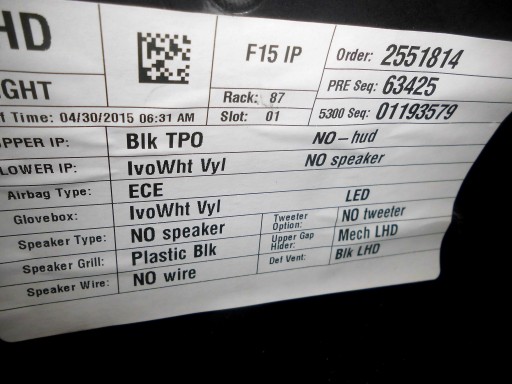 HD
F15 IP
Order: 2551814
GHT
PRE Seq: 63425
Rack: 87
5300 Seq: 01193579
Time: 04/30/2015 06:31 AM
Slot: 01
PPER IP: Blk TPO NO-hud
LOWER IP: IvoWht Vyl NO speaker
Airbag Type: ECE LED
Glovebox: IvoWht Vyl Tweeter Option: NO tweeter
Speaker Type: NO speaker Upper Gap Hider: Mech LHD
Speaker Grill: Plastic Blk Def Vent: Blk LHD
Speaker Wire: NO wire